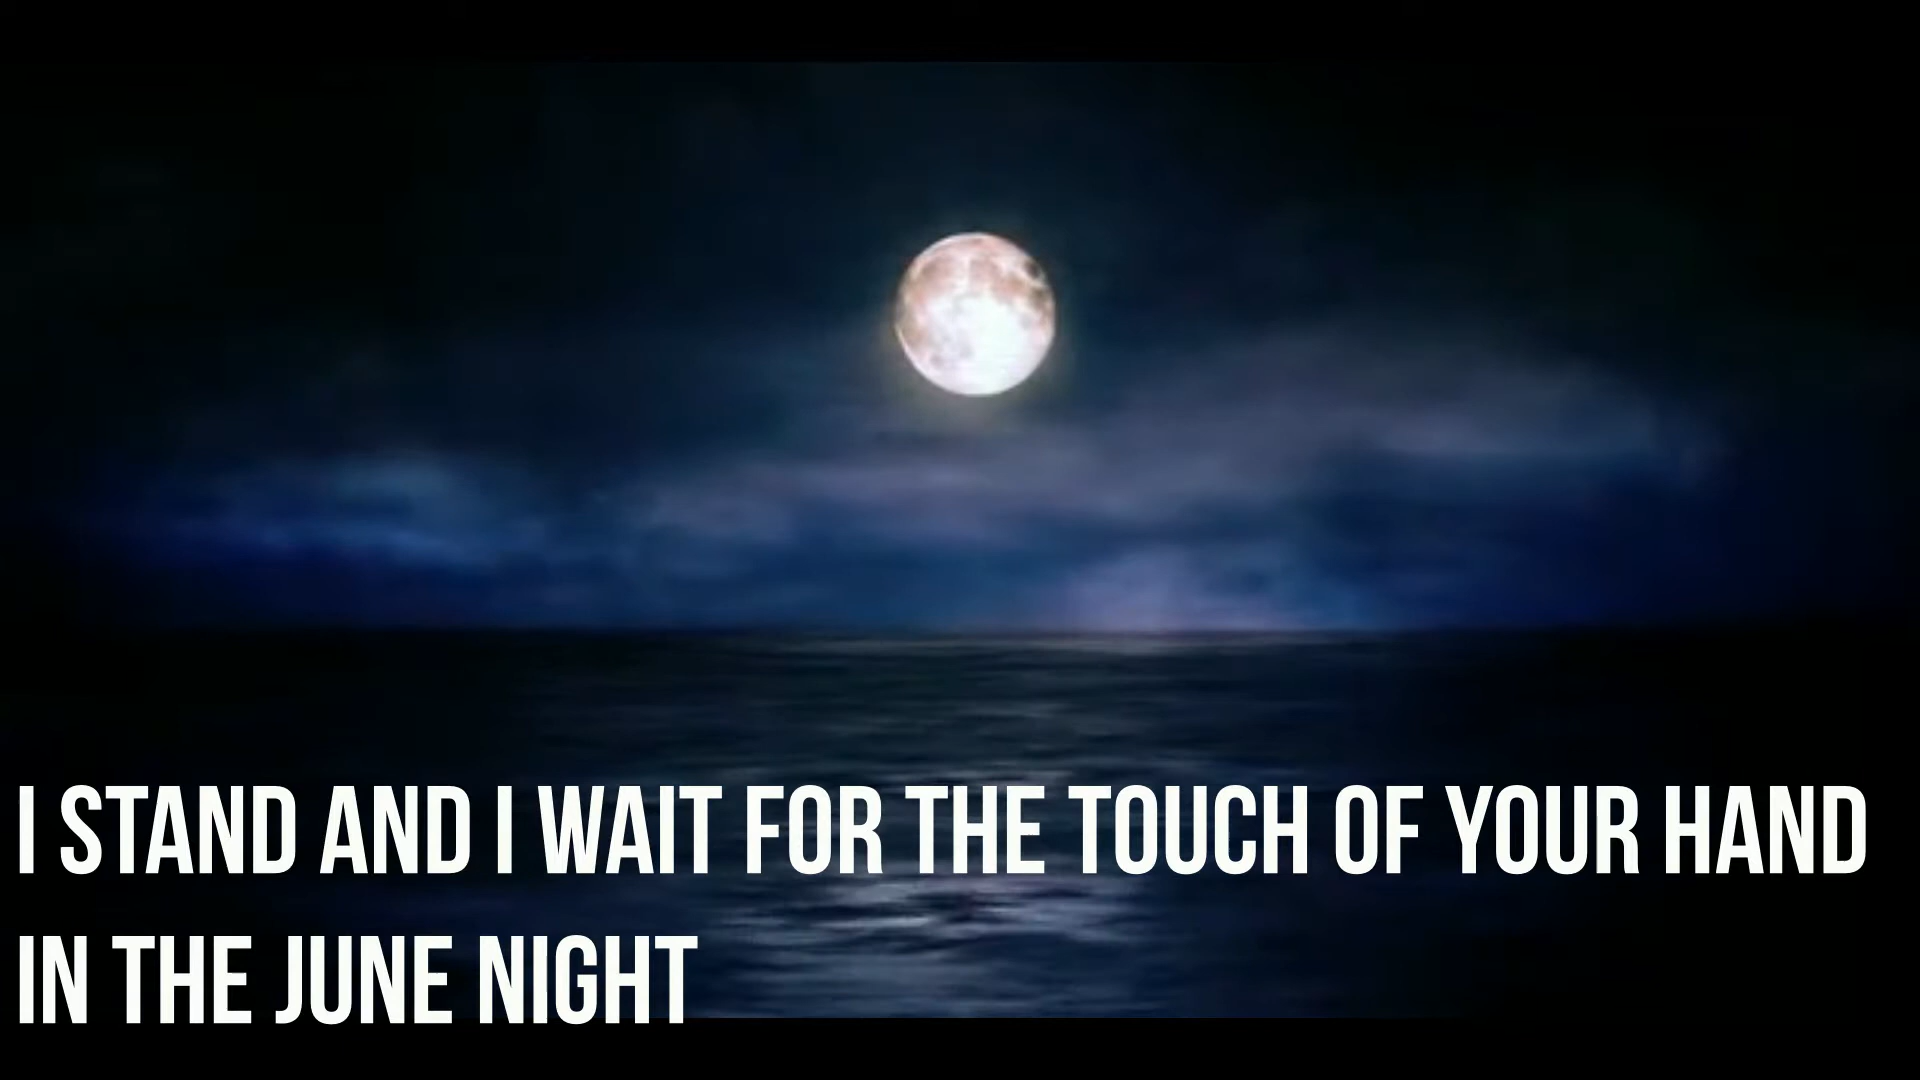 I STAND AND I WAIT FOR THE TOUCH OF YOUR HAND
IN THE JUNE NIGHT